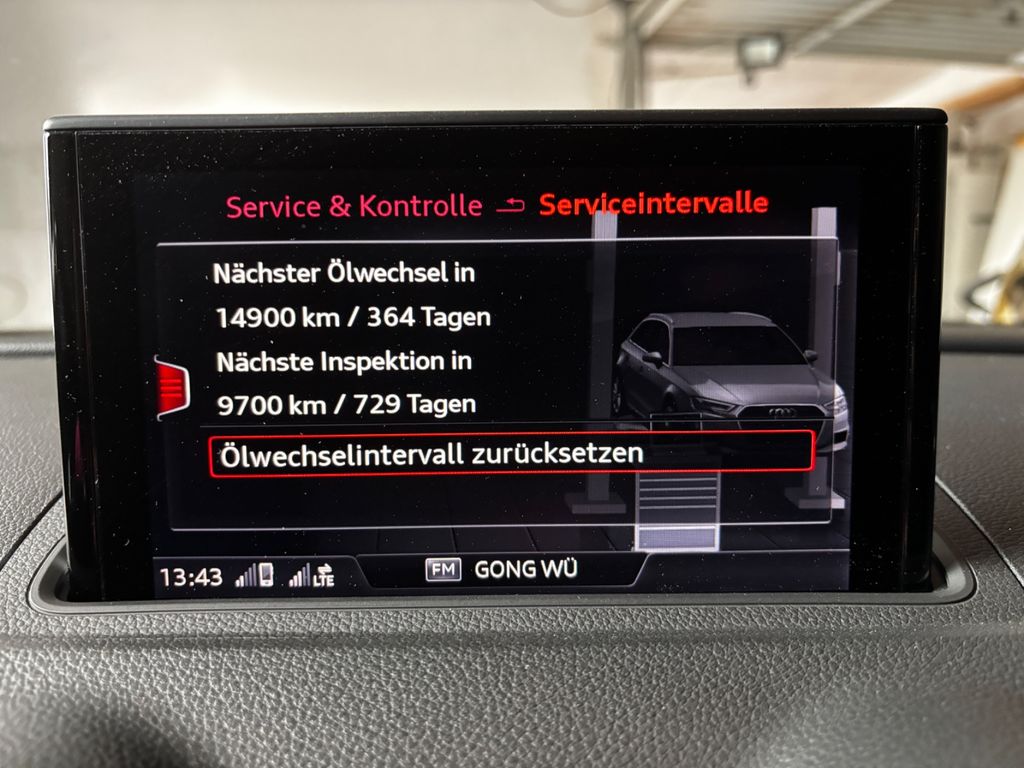 Service & Kontrolle Serviceintervalle
Nächster Ölwechsel in
14900 km / 364 Tagen
Nächste Inspektion in
9700 km / 729 Tagen
Ölwechselintervall zurücksetzen
13:43 LTE FM GONG WÜ